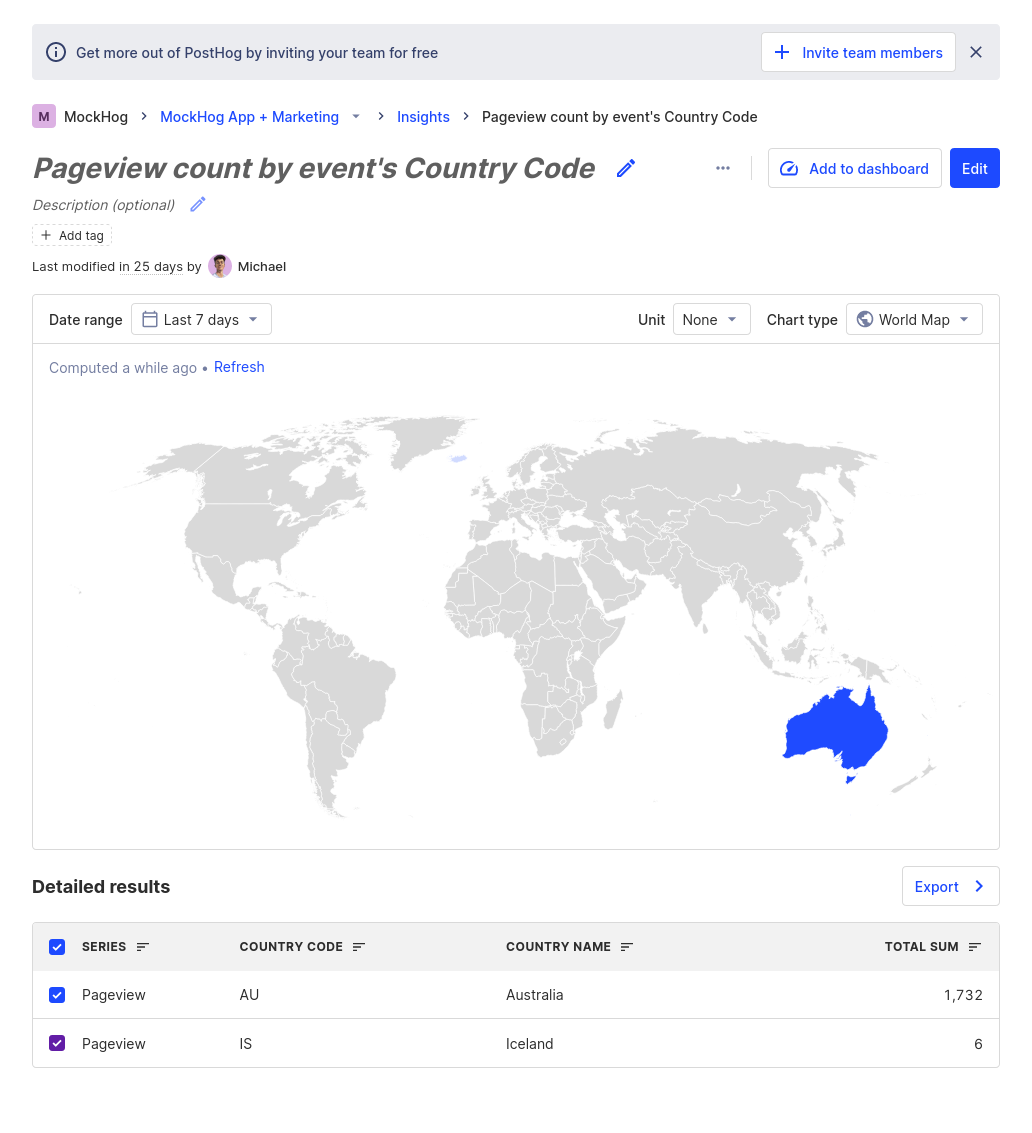 Get more out of PostHog by inviting your team for free
Invite team members
M MockHog MockHog App + Marketing Insights Pageview count by event's Country Code
Pageview count by event's Country Code
Add to dashboard
Edit
Description (optional)
Add tag
Last modified in 25 days by Michael
Date range Last 7 days Unit None Chart type World Map
Computed a while ago • Refresh
Detailed results
Export
SERIES COUNTRY CODE COUNTRY NAME TOTAL SUM
Pageview AU Australia 1,732
Pageview IS Iceland 6